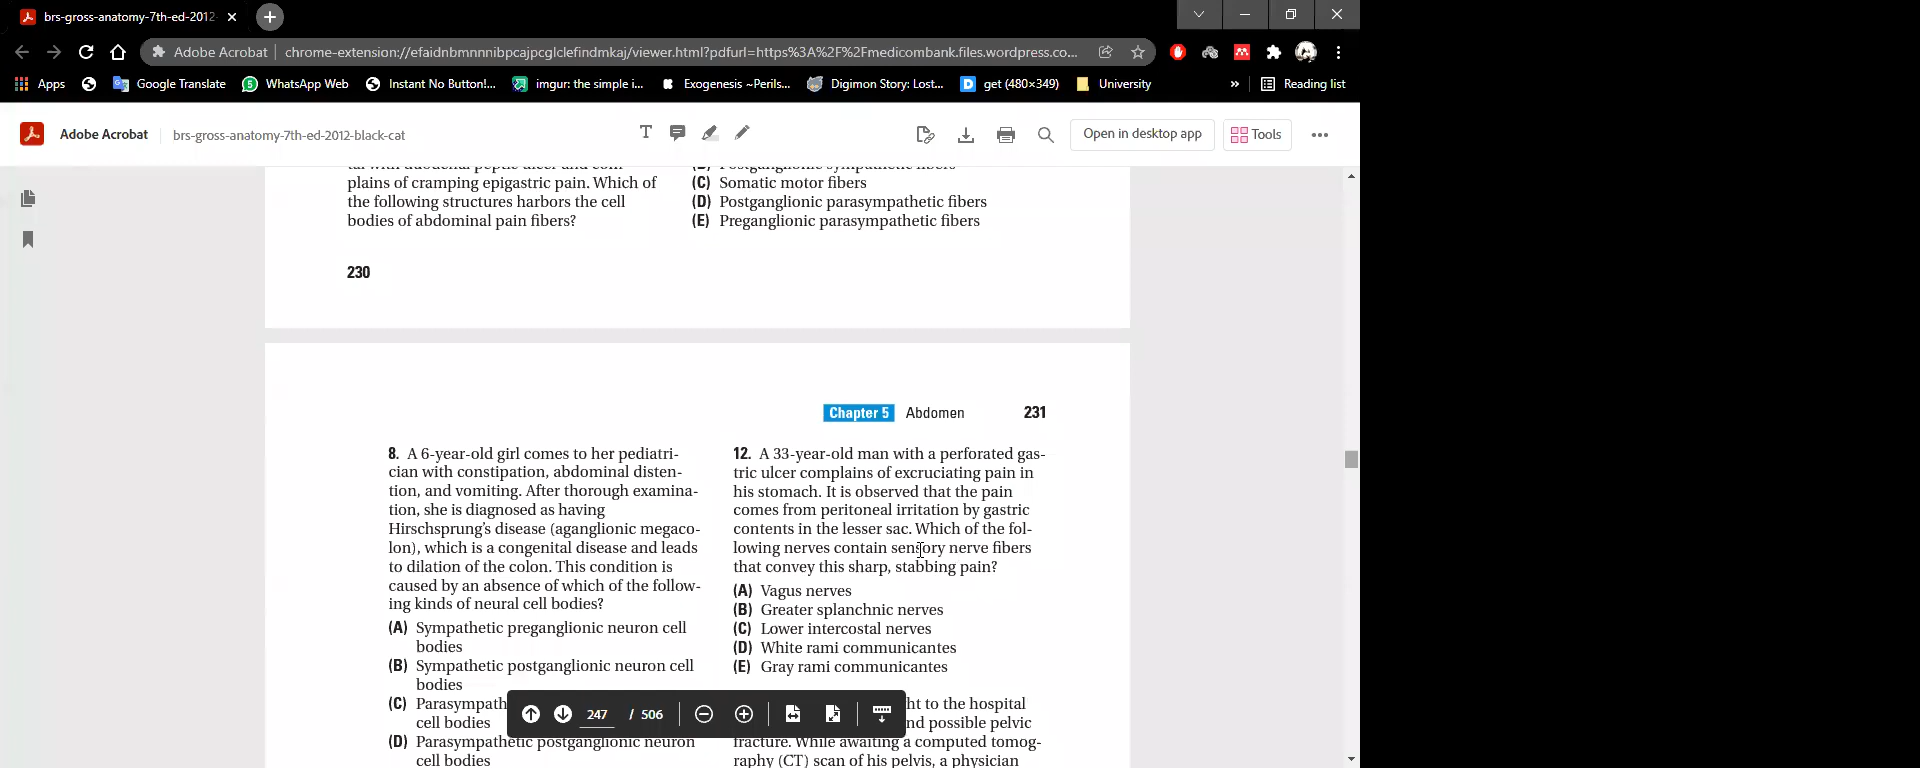 brs-gross-anatomy-7th-ed-2012-
Adobe Acrobat
chrome-extension://efaidnbmnnnibpcajpcglclefindmkaj/viewer.html?pdfurl=https%3A%2F%2Fmedicombank.files.wordpress.co...
Apps
Google Translate
WhatsApp Web
Instant No Button!...
imgur: the simple i...
Exogenesis ~Perils...
Digimon Story: Lost...
get (480×349)
University
»
Reading list
Adobe Acrobat
brs-gross-anatomy-7th-ed-2012-black-cat
Open in desktop app
Tools
tal with duodenal peptic ulcer and com-
plains of cramping epigastric pain. Which of
the following structures harbors the cell
bodies of abdominal pain fibers?
Postganglionic sympathetic fibers
(C) Somatic motor fibers
(D) Postganglionic parasympathetic fibers
(E) Preganglionic parasympathetic fibers
230
Chapter 5 Abdomen 231
8. A 6-year-old girl comes to her pediatri-
cian with constipation, abdominal disten-
tion, and vomiting. After thorough examina-
tion, she is diagnosed as having
Hirschsprung's disease (aganglionic megaco-
lon), which is a congenital disease and leads
to dilation of the colon. This condition is
caused by an absence of which of the follow-
ing kinds of neural cell bodies?
(A) Sympathetic preganglionic neuron cell
bodies
(B) Sympathetic postganglionic neuron cell
bodies
(C) Parasympath
cell bodies
(D) Parasympathetic postganglionic neuron
cell bodies
12. A 33-year-old man with a perforated gas-
tric ulcer complains of excruciating pain in
his stomach. It is observed that the pain
comes from peritoneal irritation by gastric
contents in the lesser sac. Which of the fol-
lowing nerves contain sensory nerve fibers
that convey this sharp, stabbing pain?
(A) Vagus nerves
(B) Greater splanchnic nerves
(C) Lower intercostal nerves
(D) White rami communicantes
(E) Gray rami communicantes
ht to the hospital
nd possible pelvic
fracture. While awaiting a computed tomog-
raphy (CT) scan of his pelvis, a physician
247 / 506